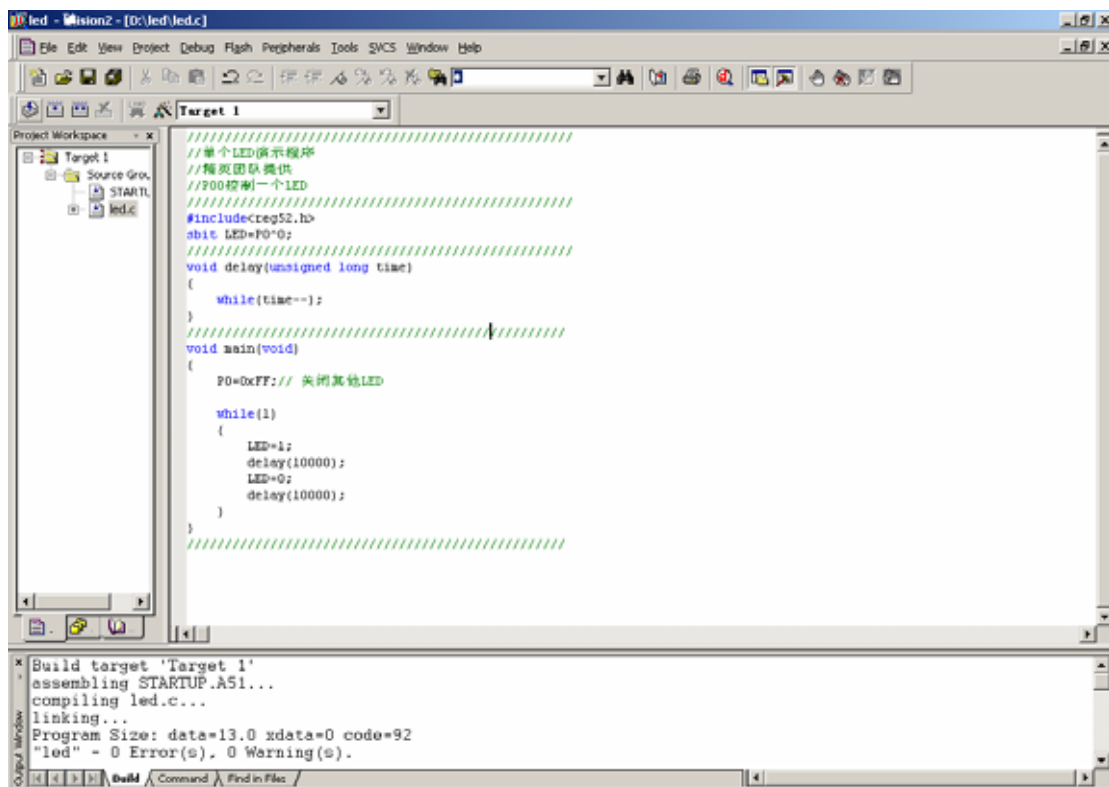 led - µVision2 - [D:\led\led.c]
File Edit View Project Debug Flash Peripherals Tools SVCS Window Help
Target 1
Project Workspace
Target 1
Source Grou
STARTU
led.c
///////////////////////////////////////////////////
//单个LED演示程序
//精英团队提供
//P00控制一个LED
///////////////////////////////////////////////////
#include<reg52.h>
sbit LED=P0^0;
///////////////////////////////////////////////////
void delay(unsigned long time)
{
    while(time--);
}
//////////////////////////////////////////////////
void main(void)
{
    P0=0xFF;// 关闭其他LED
    while(1)
    {
        LED=1;
        delay(10000);
        LED=0;
        delay(10000);
    }
}
//////////////////////////////////////////////////
Build target 'Target 1'
assembling STARTUP.A51...
compiling led.c...
linking...
Program Size: data=13.0 xdata=0 code=92
"led" - 0 Error(s), 0 Warning(s).
Output Window
Build Command Find in Files